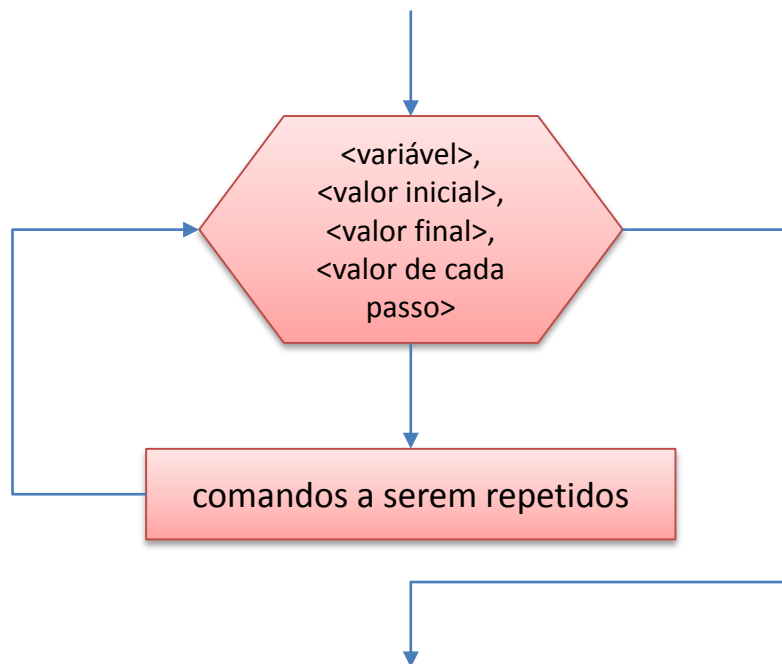 <variável>,
<valor inicial>,
<valor final>,
<valor de cada
passo>
comandos a serem repetidos